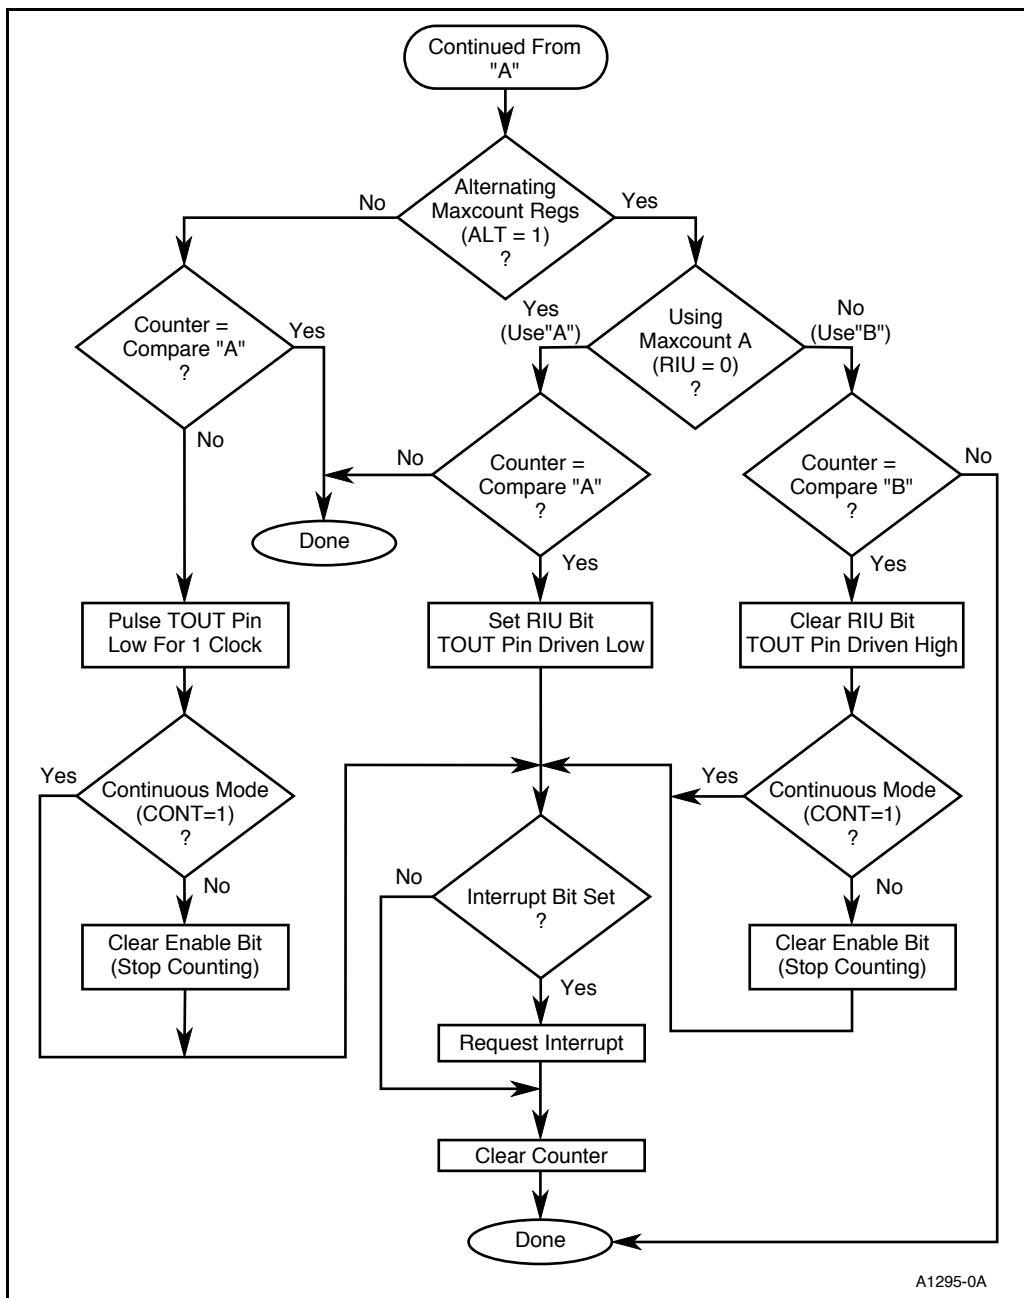 Continued From
"A"
Alternating
Maxcount Regs
(ALT = 1)
?
No
Yes
Counter =
Compare "A"
?
Yes
No
Using
Maxcount A
(RIU = 0)
?
Yes
(Use"A")
No
(Use"B")
Counter =
Compare "A"
?
No
Yes
Counter =
Compare "B"
?
No
Yes
Done
Pulse TOUT Pin
Low For 1 Clock
Set RIU Bit
TOUT Pin Driven Low
Clear RIU Bit
TOUT Pin Driven High
Continuous Mode
(CONT=1)
?
Yes
No
Interrupt Bit Set
?
No
Yes
Continuous Mode
(CONT=1)
?
Yes
No
Clear Enable Bit
(Stop Counting)
Clear Enable Bit
(Stop Counting)
Request Interrupt
Clear Counter
Done
A1295-0A